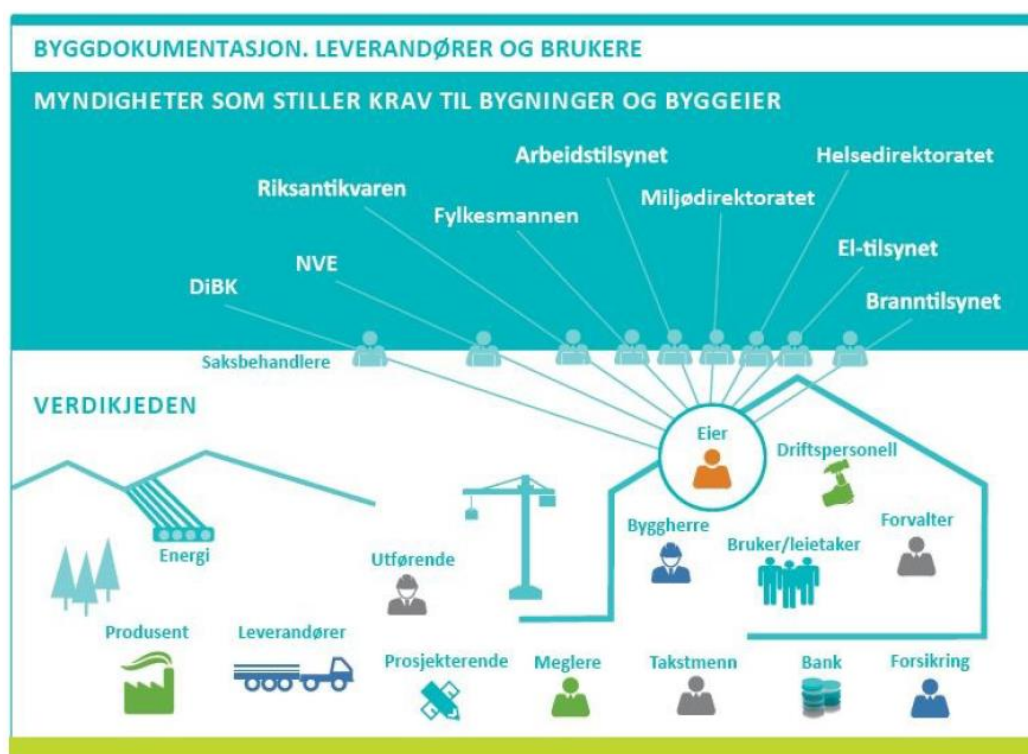 BYGGDOKUMENTASJON. LEVERANDØRER OG BRUKERE
MYNDIGHETER SOM STILLER KRAV TIL BYGNINGER OG BYGGEIER
Arbeidstilsynet
Helsedirektoratet
Riksantikvaren
Miljødirektoratet
Fylkesmannen
El-tilsynet
NVE
DiBK
Branntilsynet
Saksbehandlere
VERDIKJEDEN
Eier
Driftspersonell
Byggherre
Forvalter
Bruker/leietaker
Energi
Utførende
Produsent
Leverandører
Prosjekterende
Meglere
Takstmenn
Bank
Forsikring